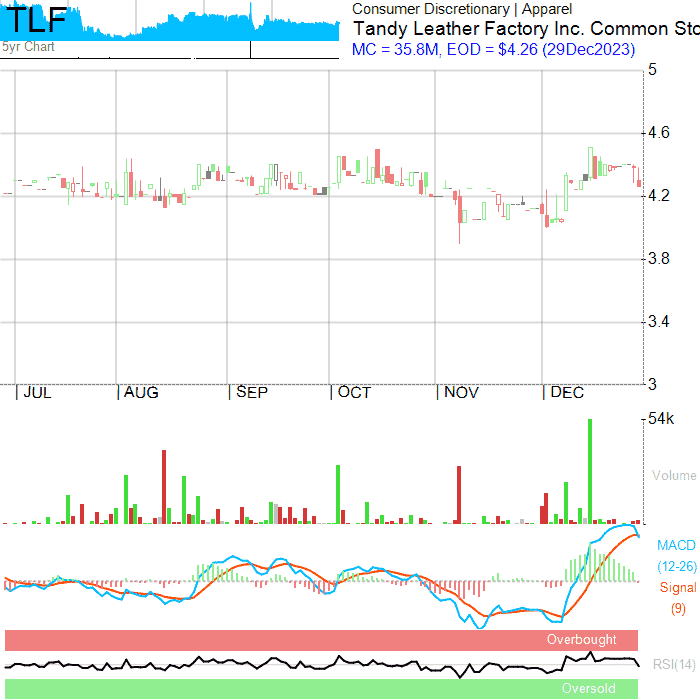 TLF
5yr Chart
Consumer Discretionary | Apparel
Tandy Leather Factory Inc. Common Sto
MC = 35.8M, EOD = $4.26 (29Dec2023)
5
4.6
4.2
3.8
3.4
3
| JUL | AUG | SEP | OCT | NOV | DEC
54k
Volume
MACD
(12-26)
Signal
(9)
Overbought
RSI(14)
Oversold